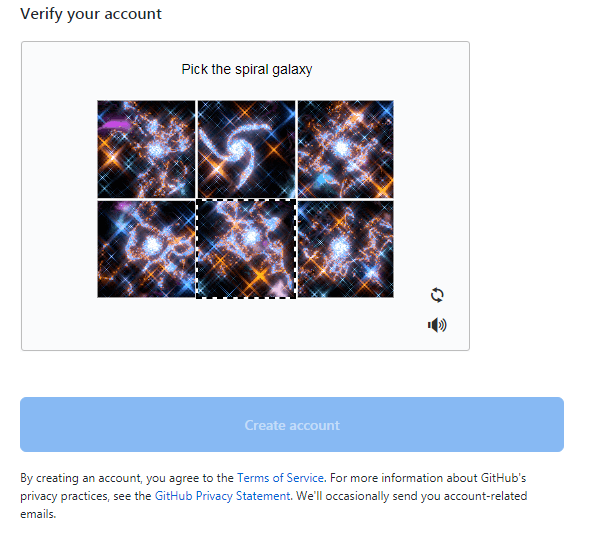 Verify your account
Pick the spiral galaxy
Create account
By creating an account, you agree to the Terms of Service. For more information about GitHub's
privacy practices, see the GitHub Privacy Statement. We'll occasionally send you account-related
emails.